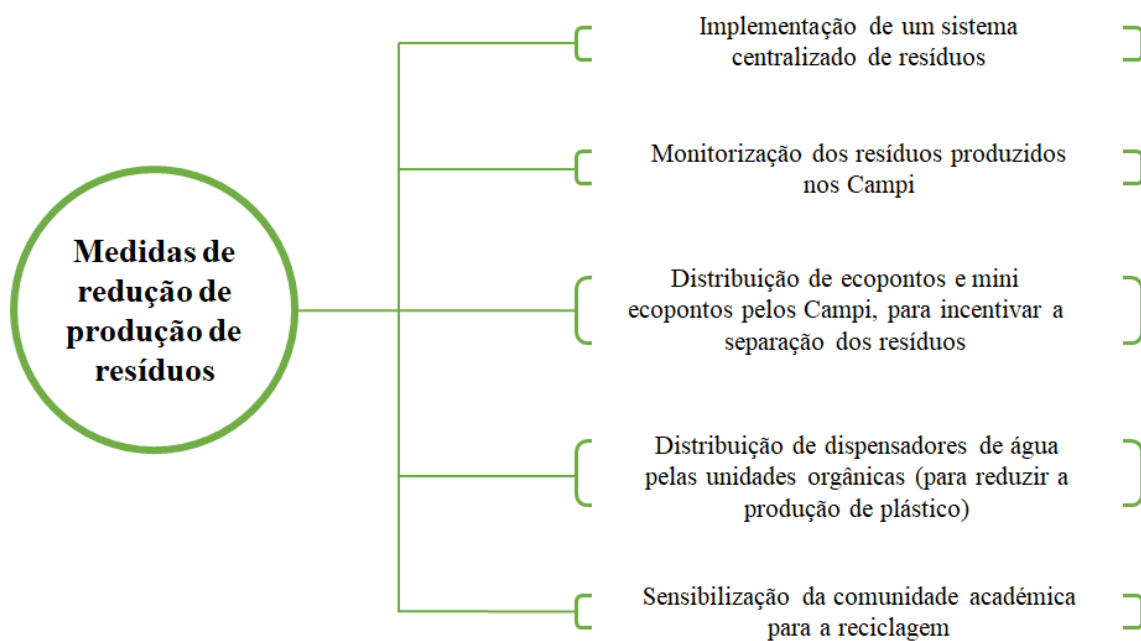 Medidas de
redução de
produção de
resíduos
Implementação de um sistema
centralizado de resíduos
Monitorização dos resíduos produzidos
nos Campi
Distribuição de ecopontos e mini
ecopontos pelos Campi, para incentivar a
separação dos resíduos
Distribuição de dispensadores de água
pelas unidades orgânicas (para reduzir a
produção de plástico)
Sensibilização da comunidade académica
para a reciclagem